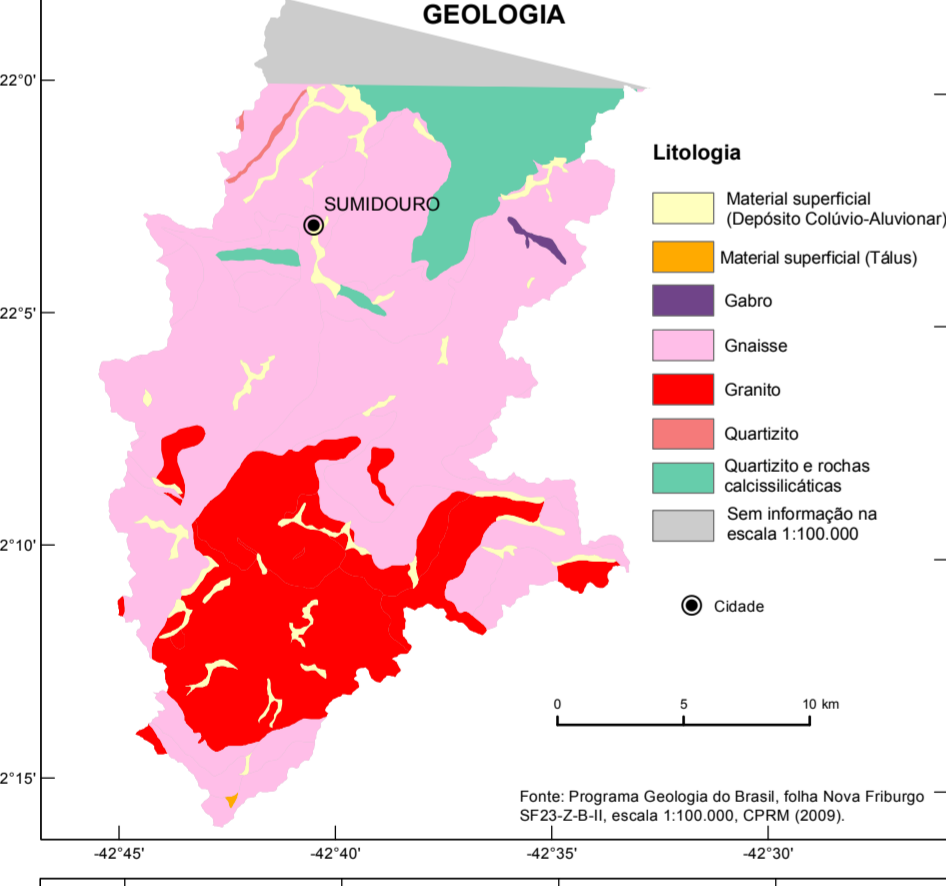 GEOLOGIA
22°0'
22°5'
2°10'
2°15'
SUMIDOURO
Litologia
Material superficial
(Depósito Colúvio-Aluvionar)
Material superficial (Tálus)
Gabro
Gnaisse
Granito
Quartizito
Quartizito e rochas
calcissilicáticas
Sem informação na
escala 1:100.000
Cidade
0 5 10 km
Fonte: Programa Geologia do Brasil, folha Nova Friburgo
SF23-Z-B-II, escala 1:100.000, CPRM (2009).
-42°45' -42°40' -42°35' -42°30'